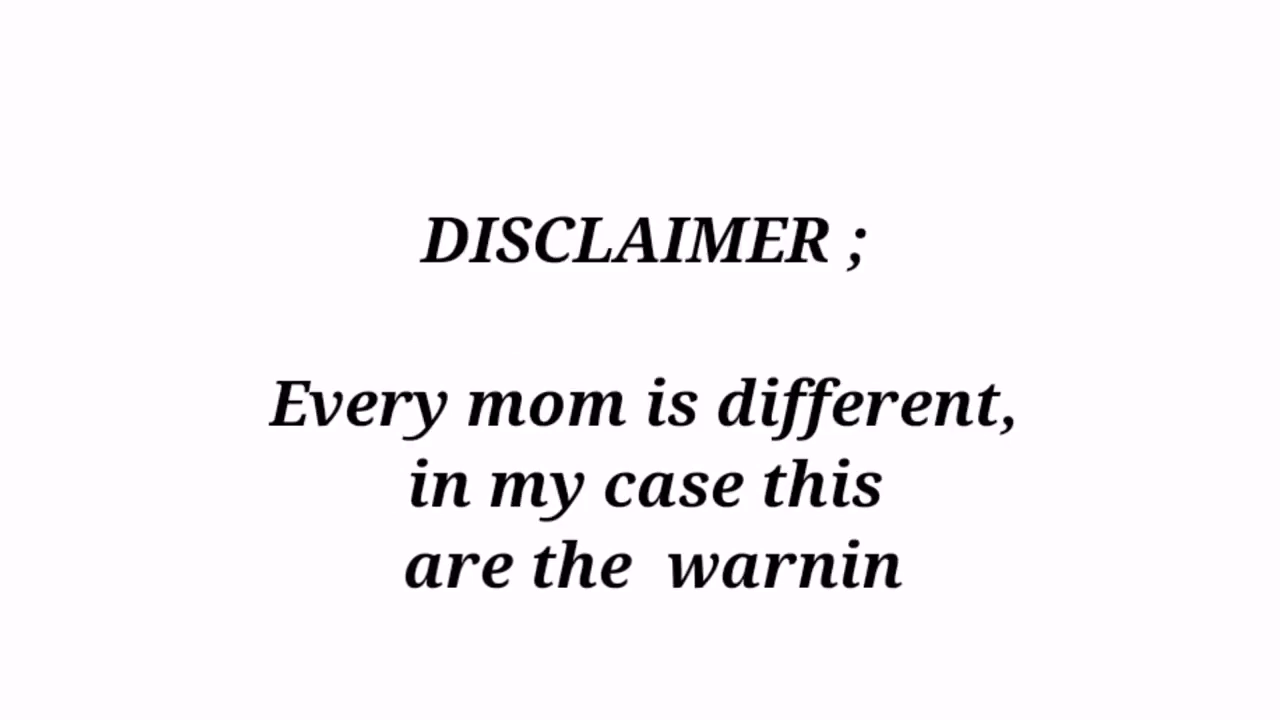 DISCLAIMER ;
Every mom is different,
in my case this
are the  warnin